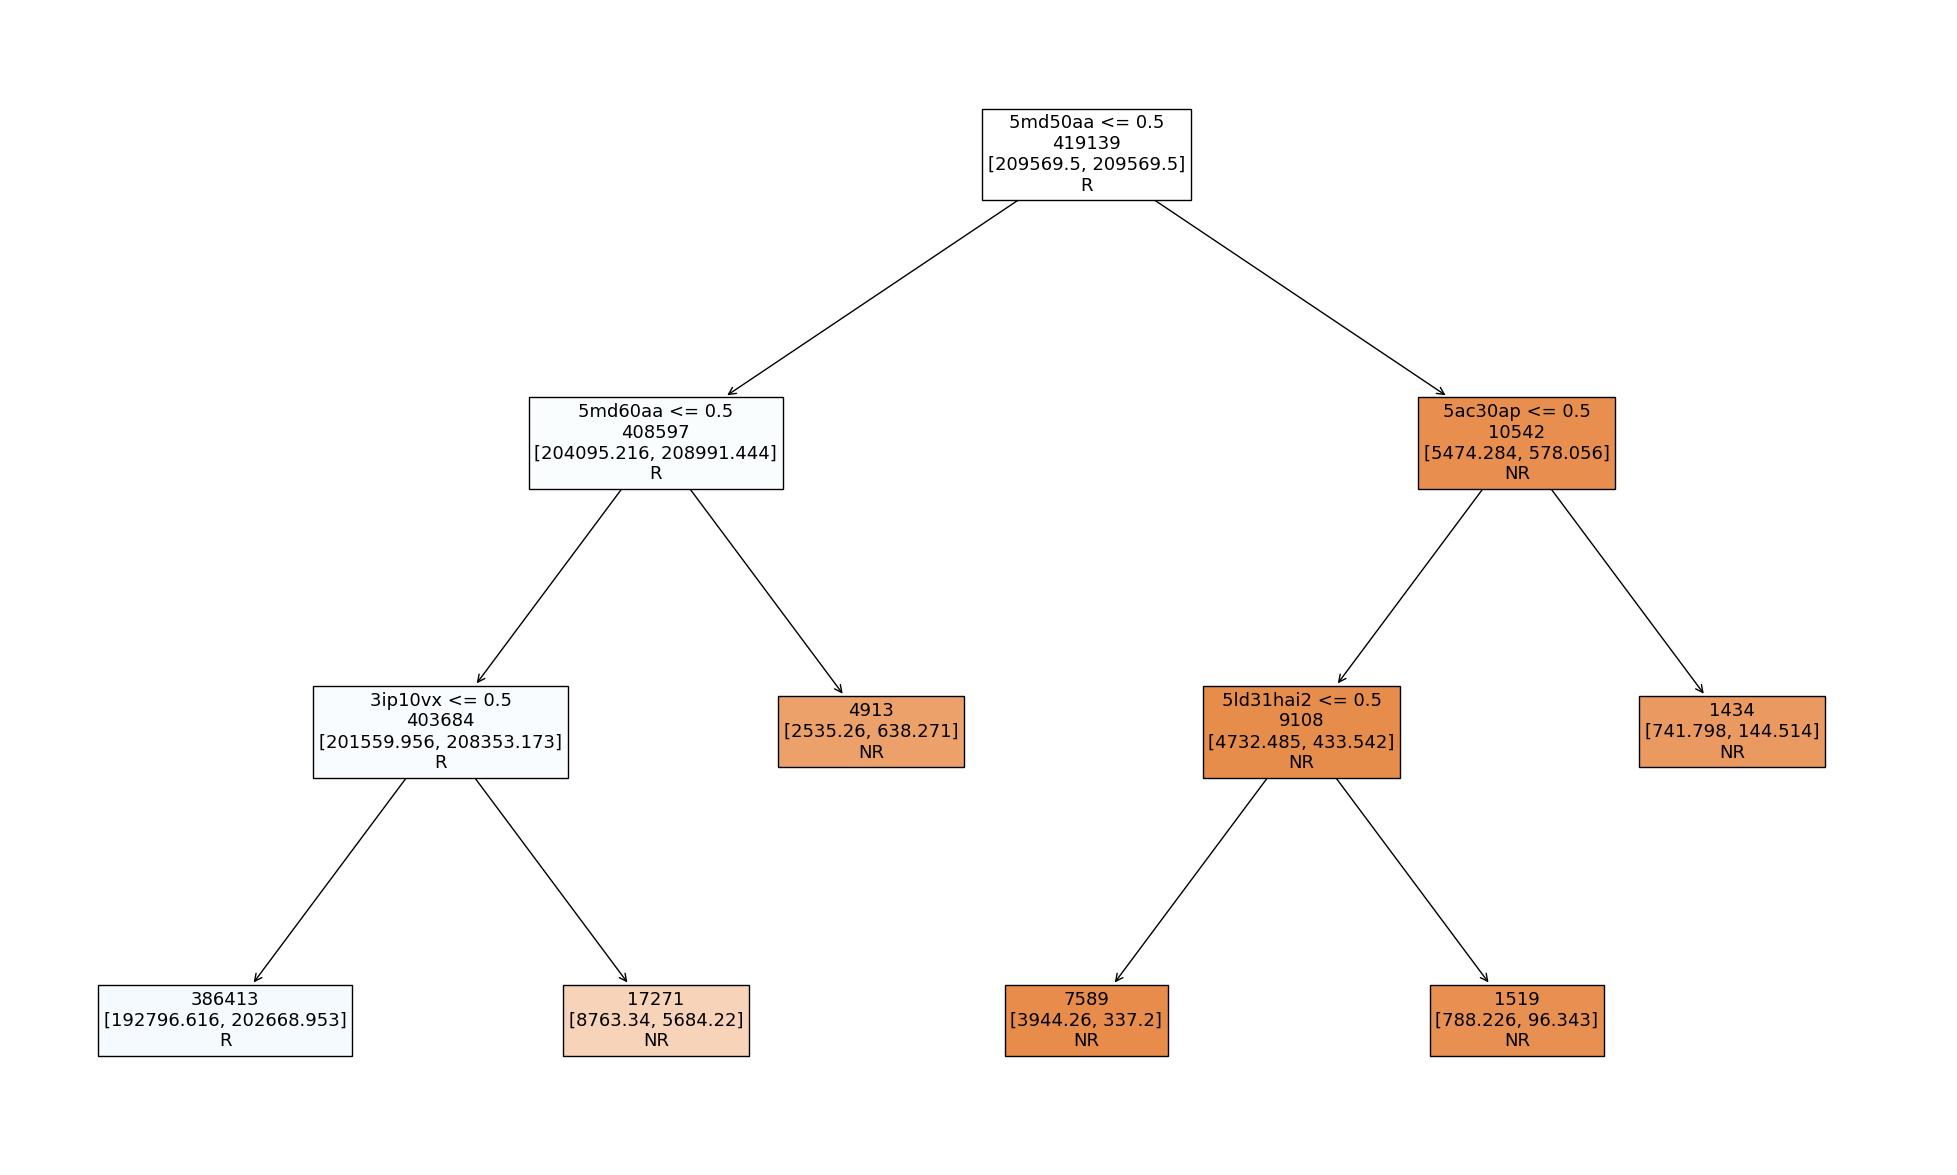 5md50aa <= 0.5
419139
[209569.5, 209569.5]
R
5md60aa <= 0.5
408597
[204095.216, 208991.444]
R
5ac30ap <= 0.5
10542
[5474.284, 578.056]
NR
3ip10vx <= 0.5
403684
[201559.956, 208353.173]
R
4913
[2535.26, 638.271]
NR
5ld31hai2 <= 0.5
9108
[4732.485, 433.542]
NR
1434
[741.798, 144.514]
NR
386413
[192796.616, 202668.953]
R
17271
[8763.34, 5684.22]
NR
7589
[3944.26, 337.2]
NR
1519
[788.226, 96.343]
NR